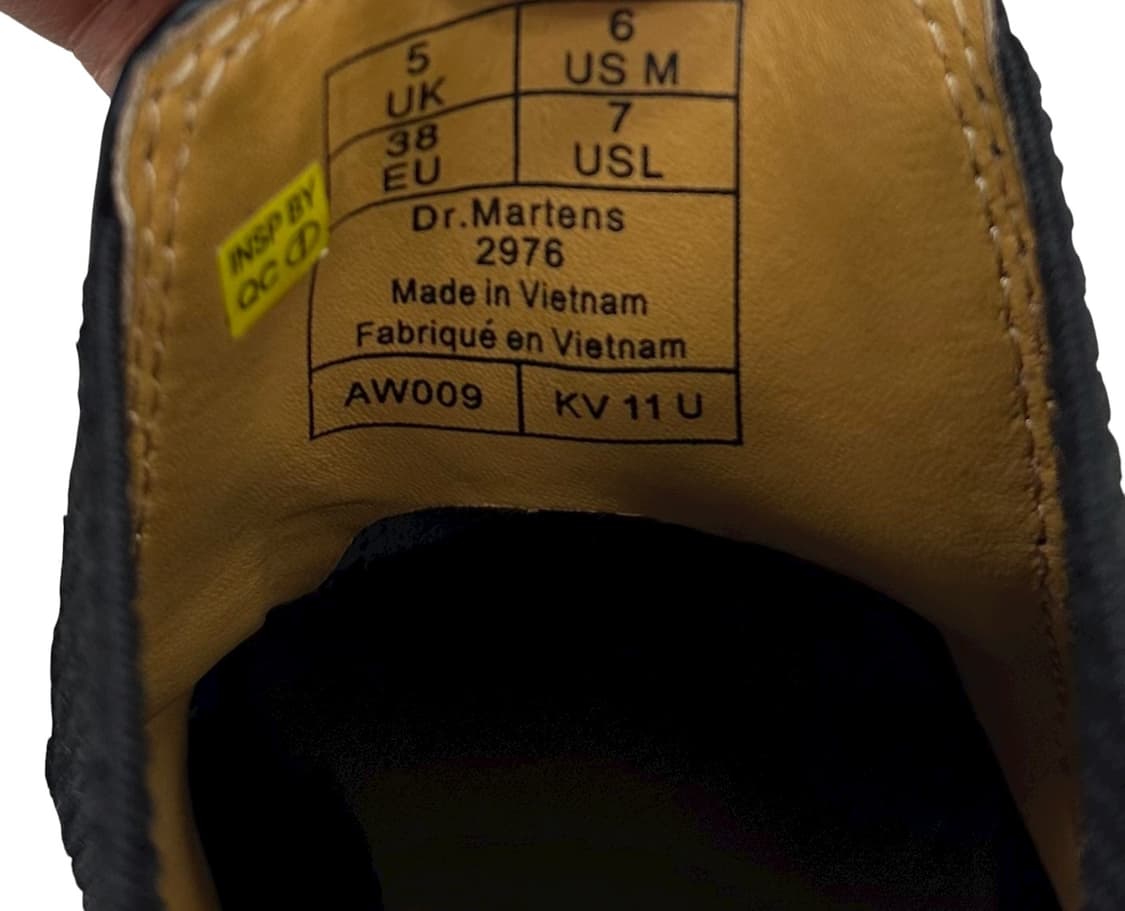 5
UK
6
US M
38
EU
7
USL
Dr.Martens
2976
Made in Vietnam
Fabriqué en Vietnam
AW009
KV 11 U
INSP BY
QC